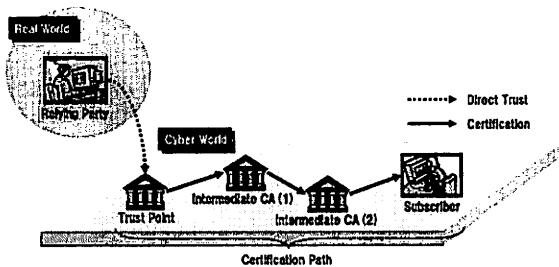 Real World
Relying Party
Direct Trust
Certification
Cyber World
Trust Point
Intermediate CA (1)
Intermediate CA (2)
Subscriber
Certification Path